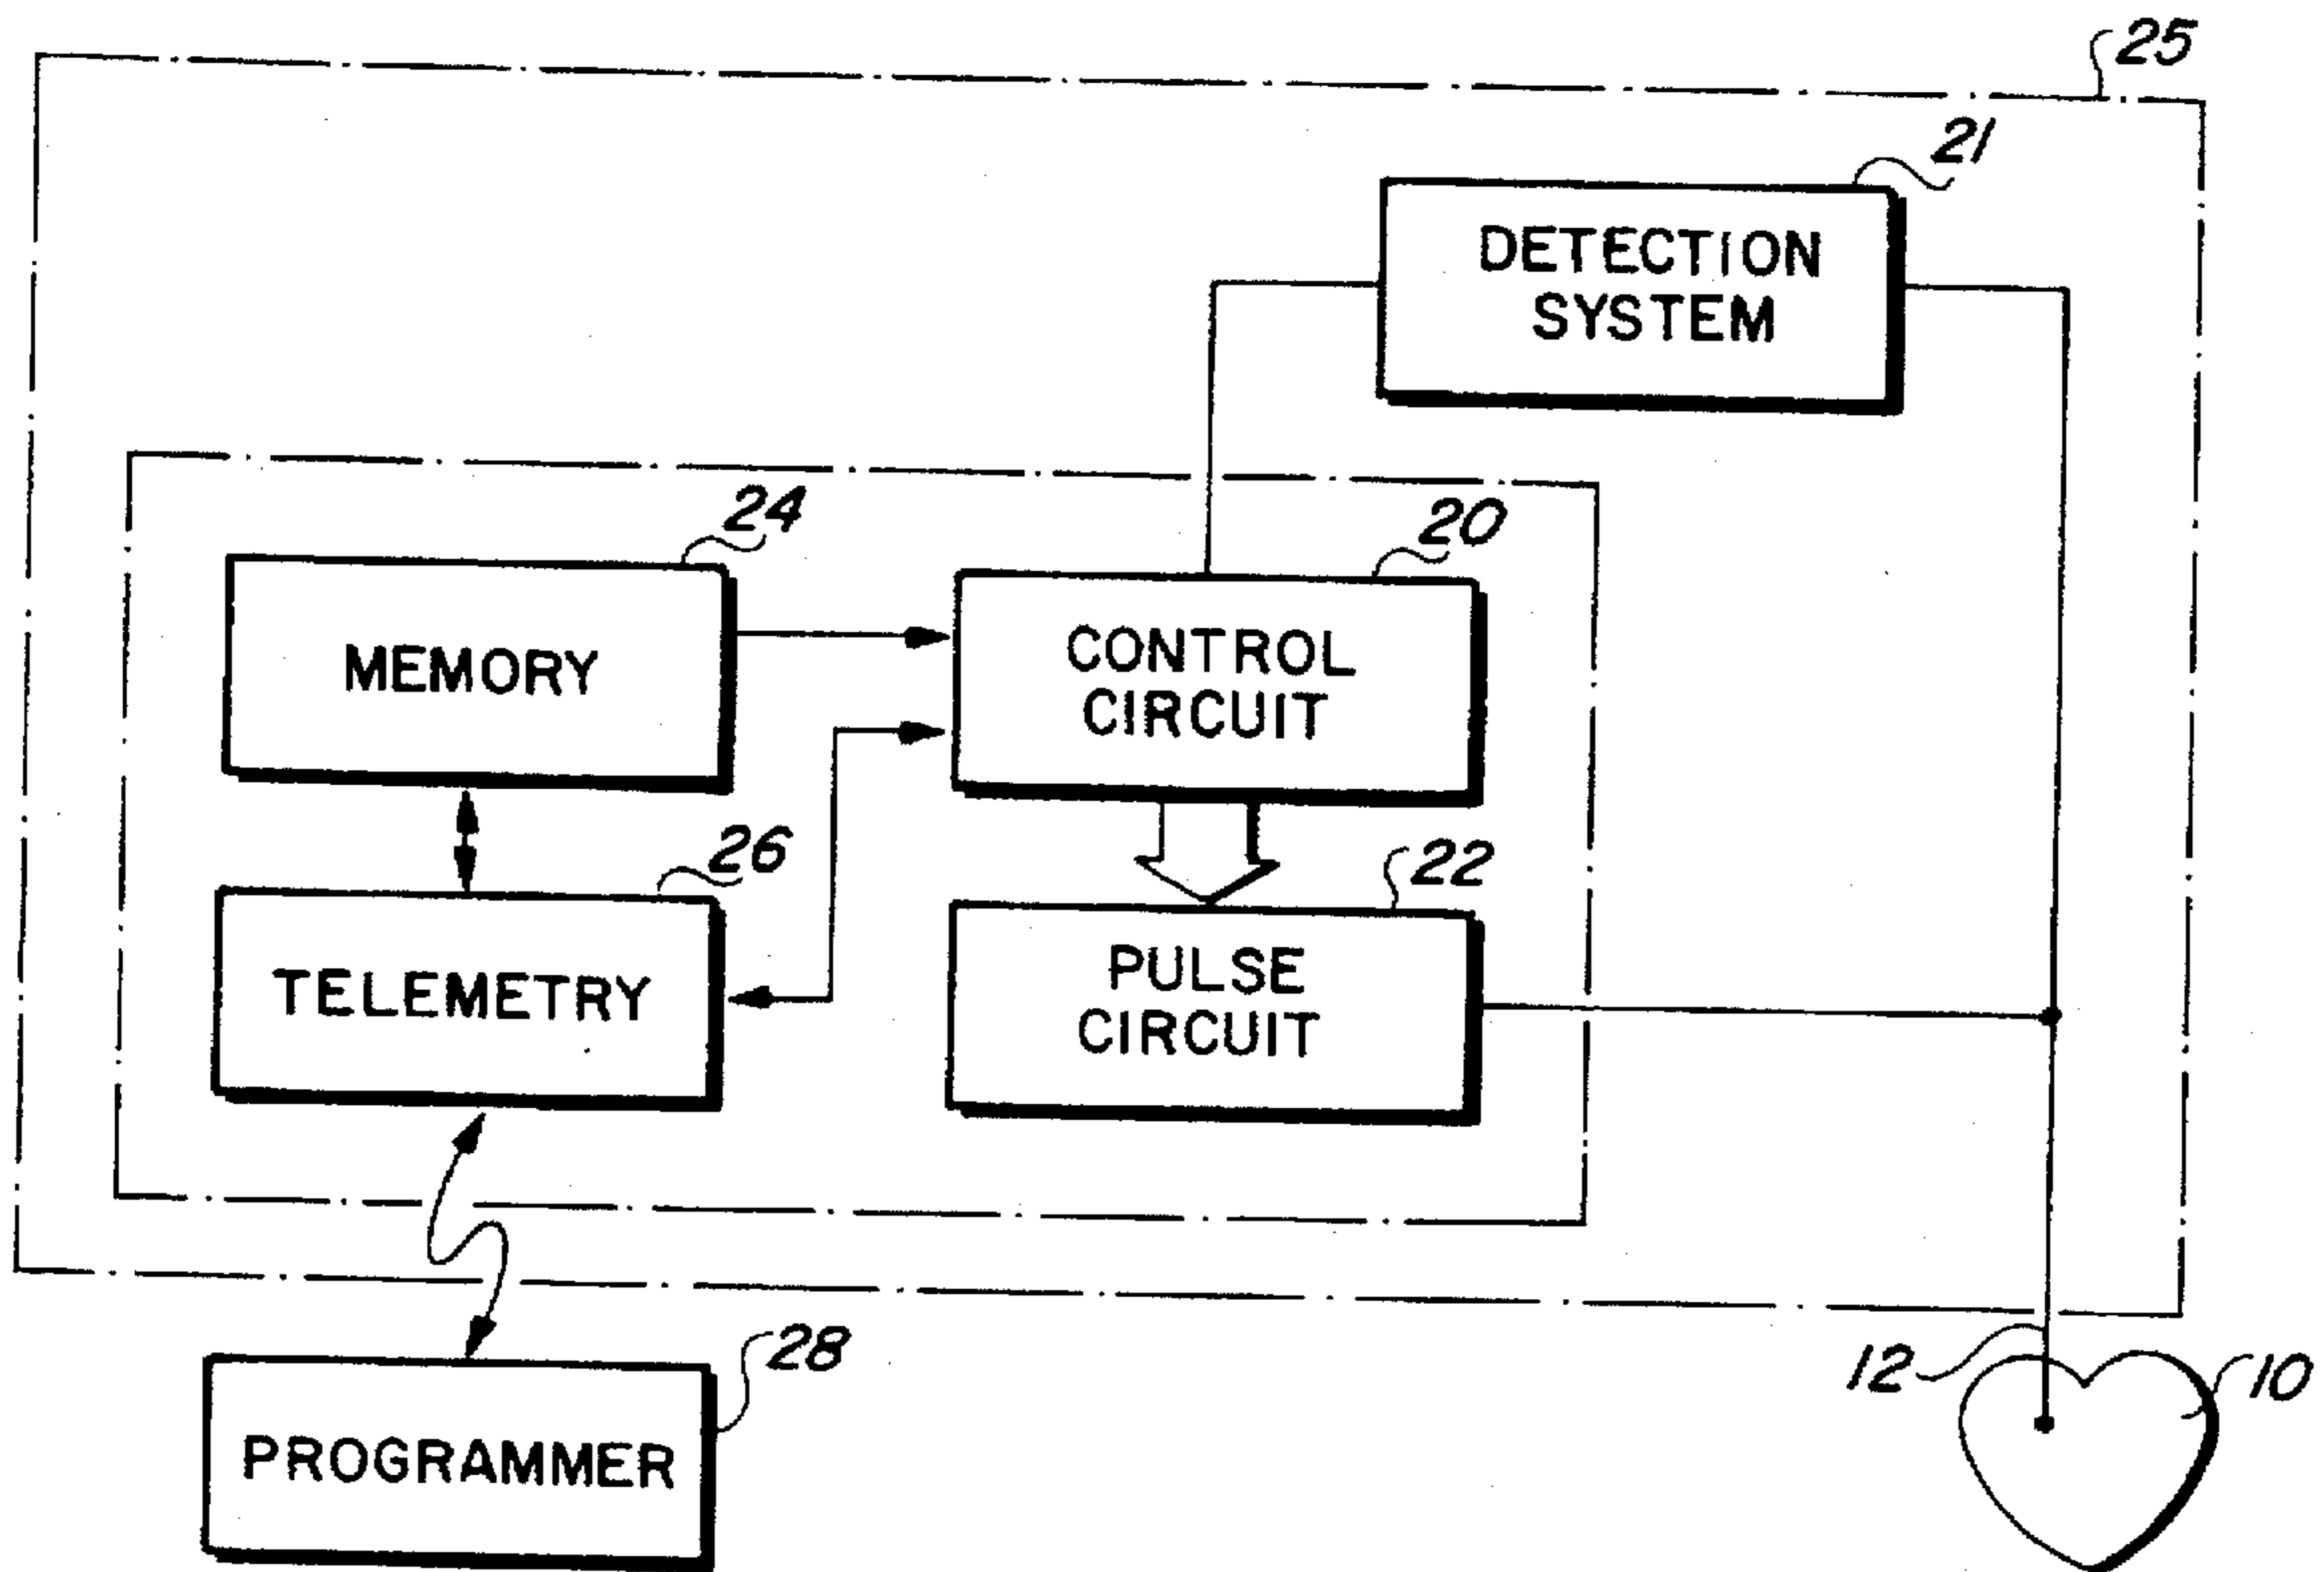 25
21
DETECTION
SYSTEM
24
20
MEMORY
CONTROL
CIRCUIT
26
22
TELEMETRY
PULSE
CIRCUIT
28
12
10
PROGRAMMER